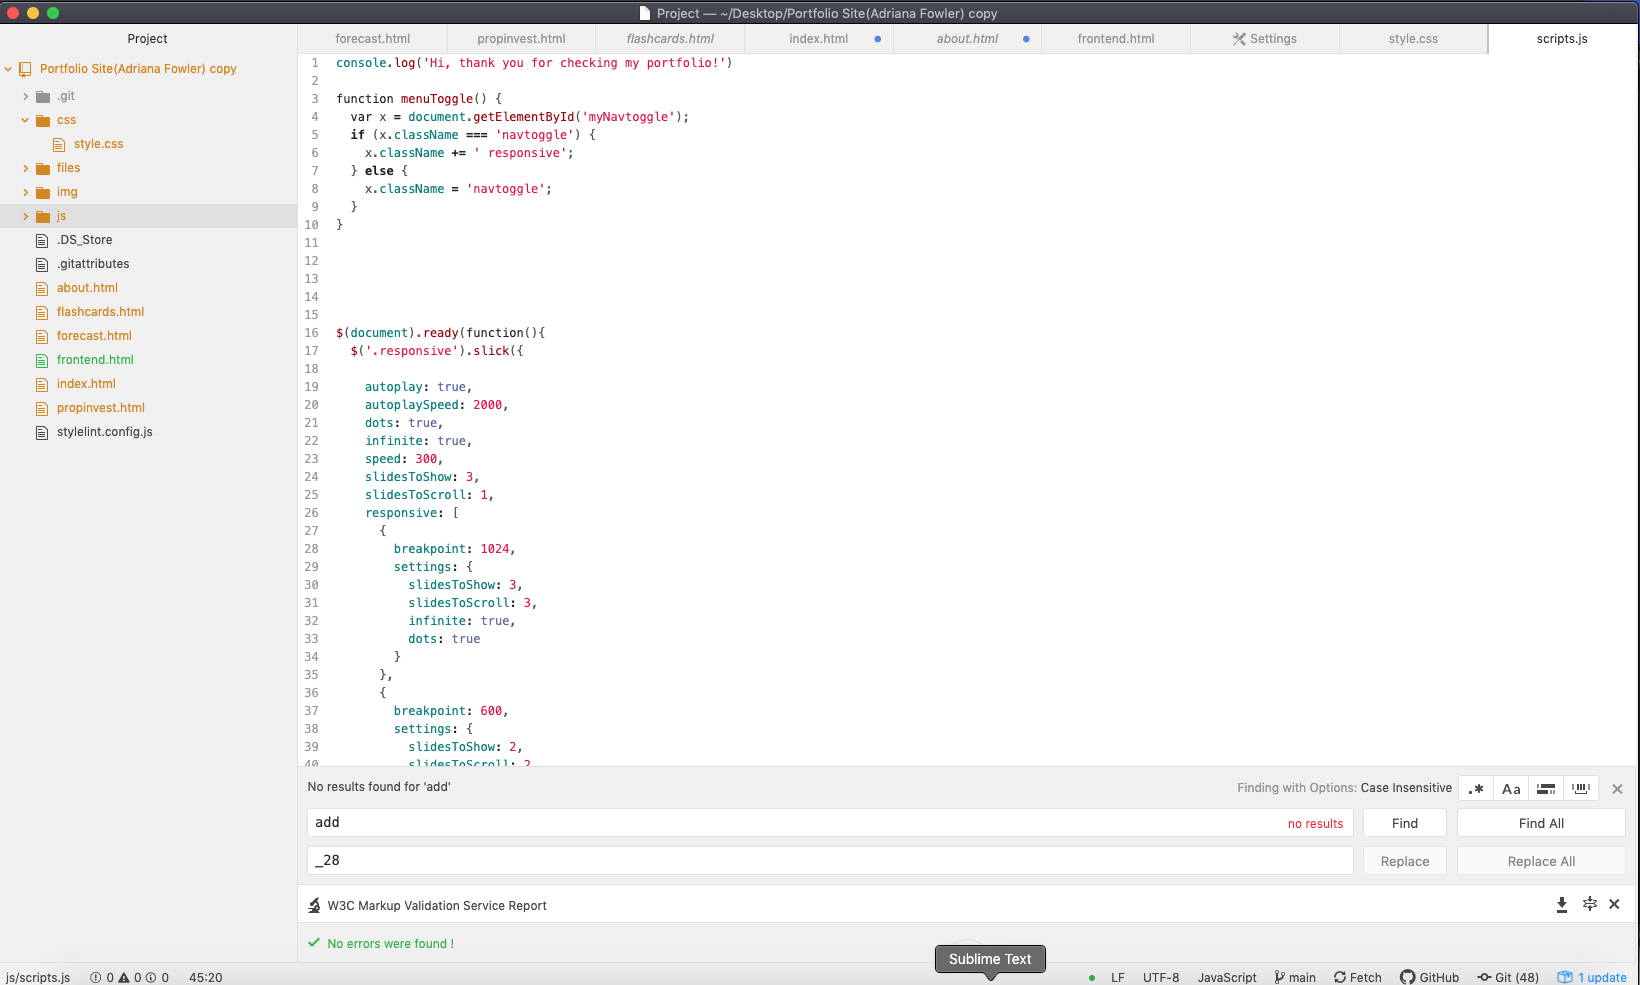 Project — ~/Desktop/Portfolio Site(Adriana Fowler) copy
Project
forecast.html
propinvest.html
flashcards.html
index.html
about.html
frontend.html
Settings
style.css
scripts.js
Portfolio Site(Adriana Fowler) copy
.git
css
style.css
files
img
js
.DS_Store
.gitattributes
about.html
flashcards.html
forecast.html
frontend.html
index.html
propinvest.html
stylelint.config.js
1 console.log('Hi, thank you for checking my portfolio!')
2
3 function menuToggle() {
4 var x = document.getElementById('myNavtoggle');
5 if (x.className === 'navtoggle') {
6 x.className += ' responsive';
7 } else {
8 x.className = 'navtoggle';
9 }
10 }
11
12
13
14
15
16 $(document).ready(function(){
17 $('.responsive').slick({
18
19 autoplay: true,
20 autoplaySpeed: 2000,
21 dots: true,
22 infinite: true,
23 speed: 300,
24 slidesToShow: 3,
25 slidesToScroll: 1,
26 responsive: [
27 {
28 breakpoint: 1024,
29 settings: {
30 slidesToShow: 3,
31 slidesToScroll: 3,
32 infinite: true,
33 dots: true
34 }
35 },
36 {
37 breakpoint: 600,
38 settings: {
39 slidesToShow: 2,
40 slidesToScroll: 2
No results found for 'add'
Finding with Options: Case Insensitive
.* Aa
add
no results
Find
Find All
_28
Replace
Replace All
W3C Markup Validation Service Report
No errors were found !
Sublime Text
js/scripts.js 0 0 0 45:20
LF UTF-8 JavaScript main Fetch GitHub Git (48) 1 update